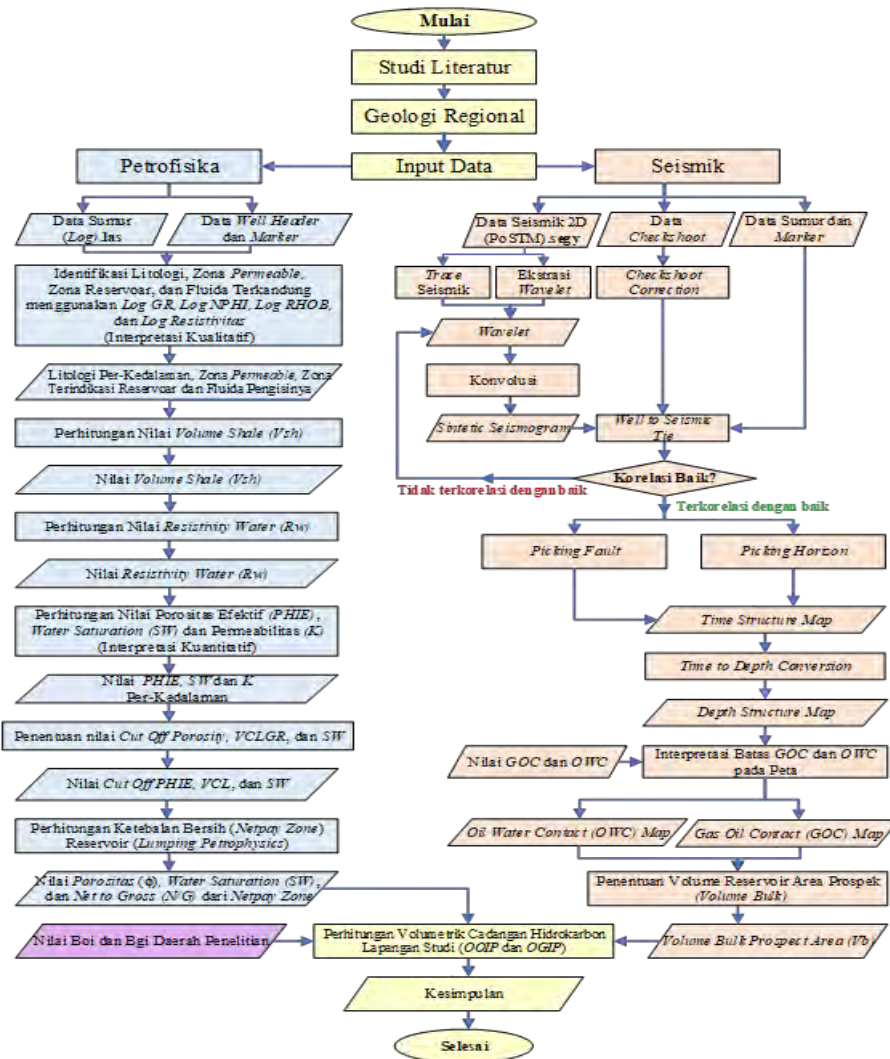 Mulai
Studi Literatur
Geologi Regional
Input Data
Petrofisika
Seismik
Data Sumur
(Log) .las
Data Well Header
dan Marker
Identifikasi Litologi, Zona Permeable,
Zona Reservoar, dan Fluida Terkandung
menggunakan Log GR, Log NPHI, Log RHOB,
dan Log Resistivitas
(Interpretasi Kualitatif)
Litologi Per-Kedalaman, Zona Permeable, Zona
Terindikasi Reservoar dan Fluida Pengisinya
Perhitungan Nilai Volume Shale (Vsh)
Nilai Volume Shale (Vsh)
Perhitungan Nilai Resistivity Water (Rw)
Nilai Resistivity Water (Rw)
Perhitungan Nilai Porositas Efektif (PHIE) ,
Water Saturation (SW) dan Permeabilitas (K)
(Interpretasi Kuantitatif)
Nilai PHIE, SW dan K
Per-Kedalaman
Penentuan nilai Cut Off Porosity, VCLGR, dan SW
Nilai Cut Off PHIE, VCL, dan SW
Perhitungan Ketebalan Bersih (Netpay Zone)
Reservoir (Lumping Petrophysics)
Nilai Porositas (ϕ), Water Saturation (SW) ,
dan Net to Gross (N/G) dari Netpay Zone
Nilai Boi dan Bgi Daerah Penelitian
Data Seismik 2D
(PoSTM) .segy
Data
Checkshoot
Data Sumur dan
Marker
Trace
Seismik
Ekstrasi
Wavelet
Checkshoot
Correction
Wavelet
Konvolusi
Sintetic Seismogram
Well to Seismic
Tie
Korelasi Baik?
Tidak terkorelasi dengan baik
Terkorelasi dengan baik
Picking Fault
Picking Horizon
Time Structure Map
Time to Depth Conversion
Depth Structure Map
Nilai GOC dan OWC
Interpretasi Batas GOC dan OWC
pada Peta
Oil Water Contact (OWC) Map
Gas Oil Contact (GOC) Map
Penentuan Volume Reservoir Area Prospek
(Volume Bulk)
Volume Bulk Prospect Area (Vb)
Perhitungan Volumetrik Cadangan Hidrokarbon
Lapangan Studi (OOIP dan OGIP)
Kesimpulan
Selesai